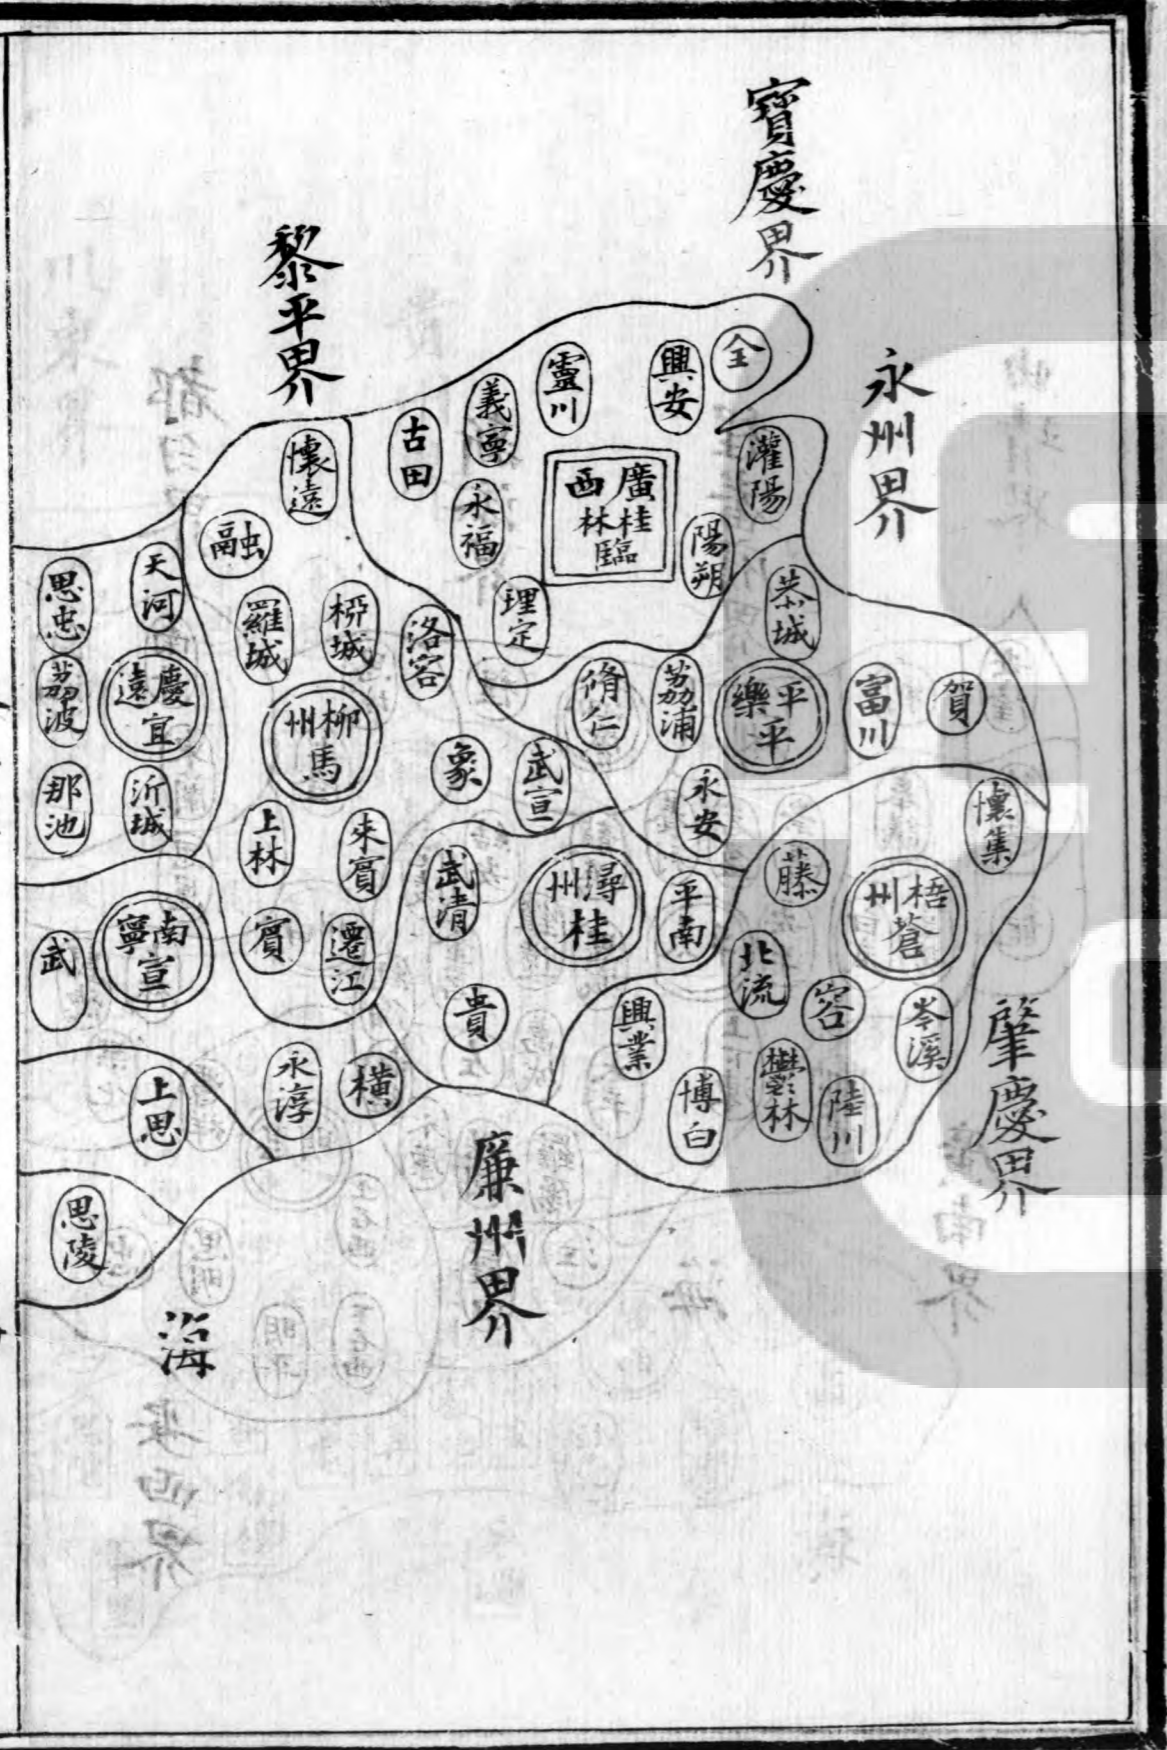 寶慶界
永州界
黎平界
全
興安
靈川
義寧
古田
灌陽
廣西
桂林
臨
永福
陽朔
理定
懷遠
融
羅城
洛容
柳州
馬
象
武宣
上林
來賓
賓
遷江
天河
思忠
荔波
慶遠
宜
那池
沂城
恭城
脩仁
荔浦
平樂
平
富川
賀
永安
懷集
藤
梧州
蒼
北流
容
岑溪
興業
博白
鬱林
陸川
武清
潯州
桂
平南
貴
南寧
宣
武
永淳
橫
上思
思陵
肇慶界
廉州界
海